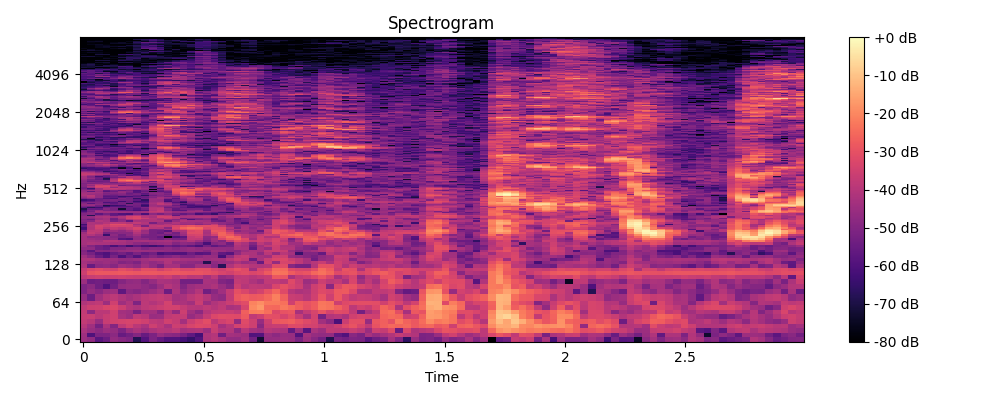 Spectrogram
+0 dB
4096
-10 dB
2048
-20 dB
1024
-30 dB
Hz
512
-40 dB
256
-50 dB
128
-60 dB
64
-70 dB
0
-80 dB
0 0.5 1 1.5 2 2.5
Time